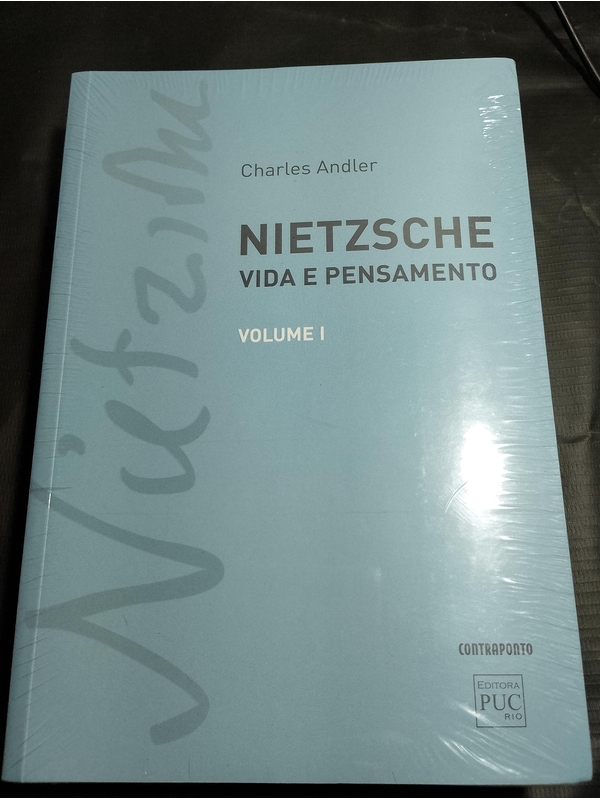 Charles Andler
NIETZSCHE
VIDA E PENSAMENTO
VOLUME I
Nietzsche
CONTRAPONTO
EDITORA
PUC
RIO